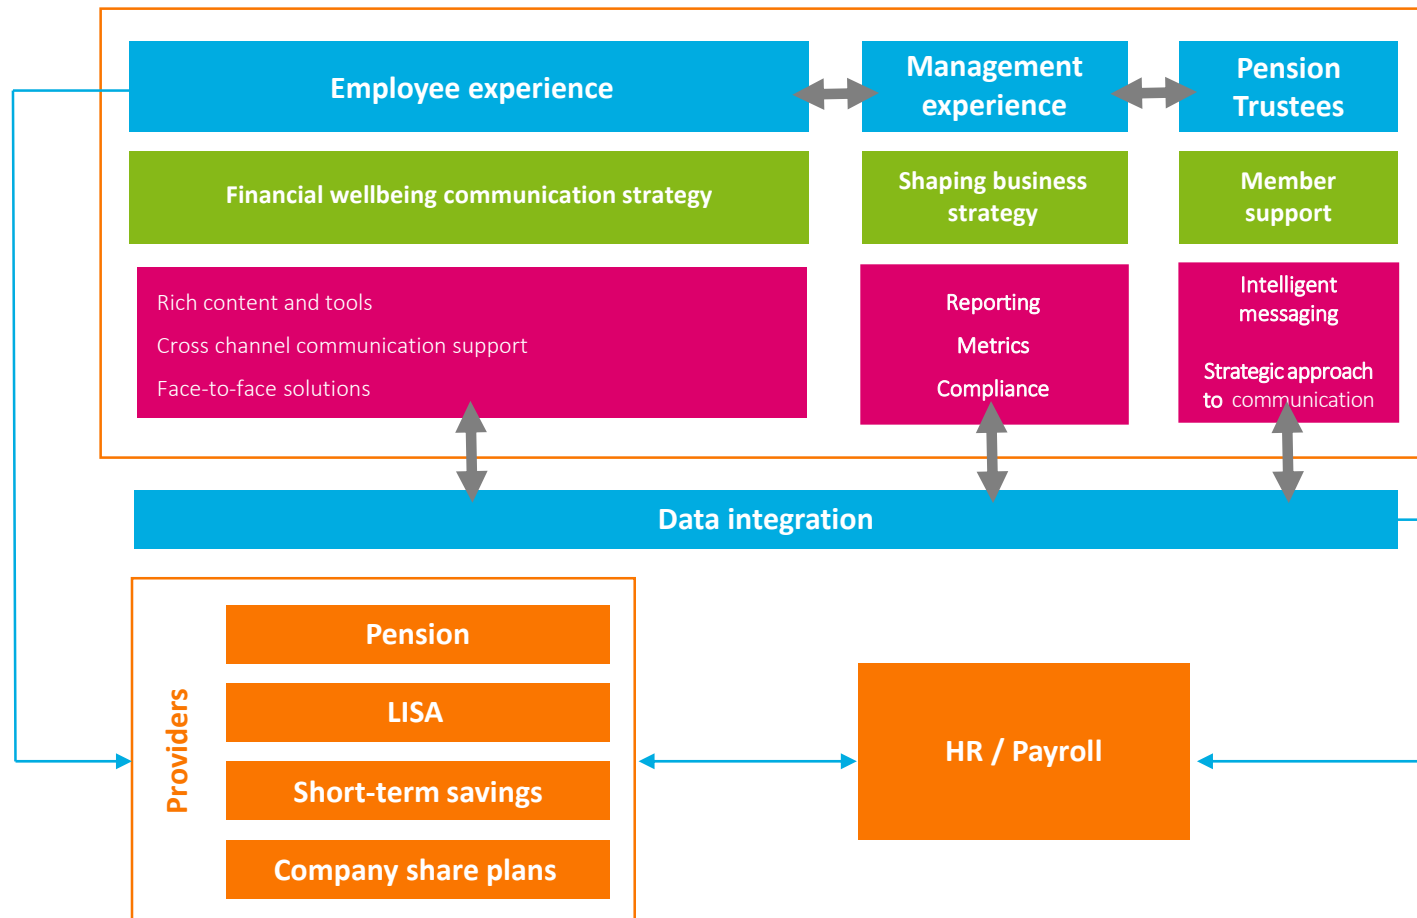 Employee experience
Management
experience
Pension
Trustees
Financial wellbeing communication strategy
Shaping business
strategy
Member
support
Rich content and tools
Cross channel communication support
Face-to-face solutions
Reporting
Metrics
Compliance
Intelligent
messaging
Strategic approach
to communication
Data integration
Providers
Pension
LISA
Short-term savings
Company share plans
HR / Payroll